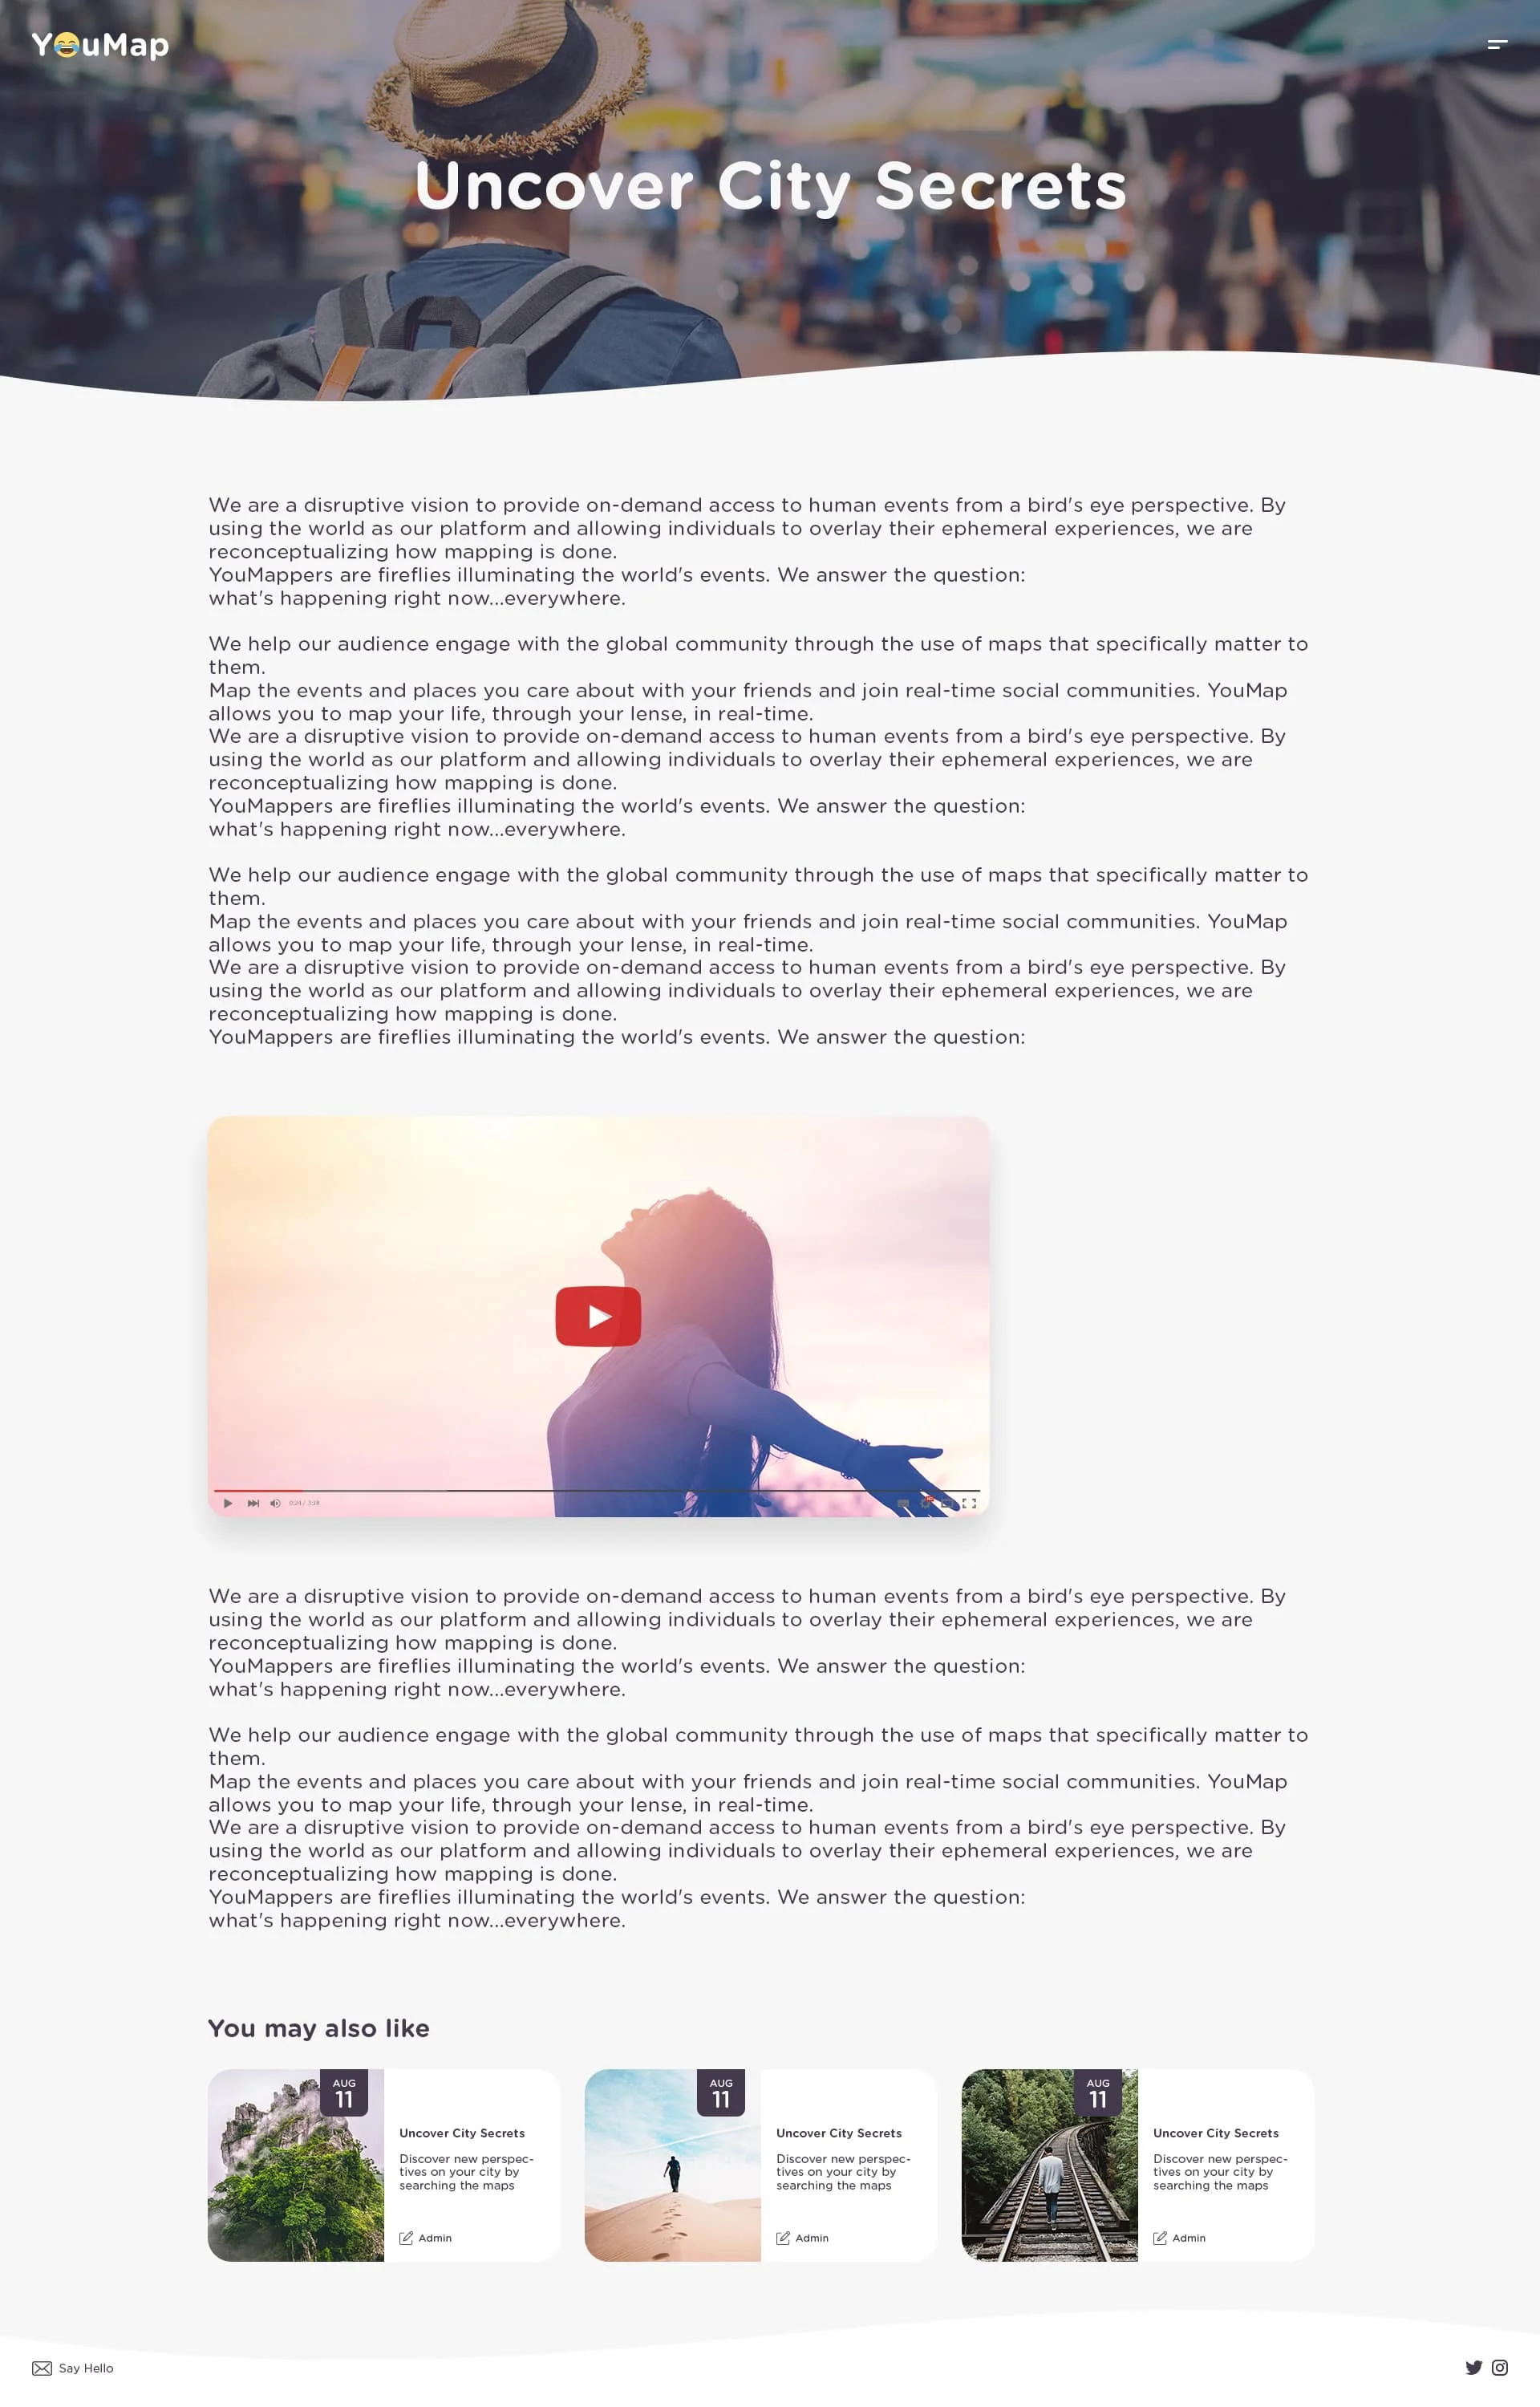 YouMap
Uncover City Secrets
We are a disruptive vision to provide on-demand access to human events from a bird's eye perspective. By
using the world as our platform and allowing individuals to overlay their ephemeral experiences, we are
reconceptualizing how mapping is done.
YouMappers are fireflies illuminating the world's events. We answer the question:
what's happening right now...everywhere.
We help our audience engage with the global community through the use of maps that specifically matter to
them.
Map the events and places you care about with your friends and join real-time social communities. YouMap
allows you to map your life, through your lense, in real-time.
We are a disruptive vision to provide on-demand access to human events from a bird's eye perspective. By
using the world as our platform and allowing individuals to overlay their ephemeral experiences, we are
reconceptualizing how mapping is done.
YouMappers are fireflies illuminating the world's events. We answer the question:
what's happening right now...everywhere.
We help our audience engage with the global community through the use of maps that specifically matter to
them.
Map the events and places you care about with your friends and join real-time social communities. YouMap
allows you to map your life, through your lense, in real-time.
We are a disruptive vision to provide on-demand access to human events from a bird's eye perspective. By
using the world as our platform and allowing individuals to overlay their ephemeral experiences, we are
reconceptualizing how mapping is done.
YouMappers are fireflies illuminating the world's events. We answer the question:
0:24 / 3:28
We are a disruptive vision to provide on-demand access to human events from a bird's eye perspective. By
using the world as our platform and allowing individuals to overlay their ephemeral experiences, we are
reconceptualizing how mapping is done.
YouMappers are fireflies illuminating the world's events. We answer the question:
what's happening right now...everywhere.
We help our audience engage with the global community through the use of maps that specifically matter to
them.
Map the events and places you care about with your friends and join real-time social communities. YouMap
allows you to map your life, through your lense, in real-time.
We are a disruptive vision to provide on-demand access to human events from a bird's eye perspective. By
using the world as our platform and allowing individuals to overlay their ephemeral experiences, we are
reconceptualizing how mapping is done.
YouMappers are fireflies illuminating the world's events. We answer the question:
what's happening right now...everywhere.
You may also like
AUG
11
Uncover City Secrets
Discover new perspec-
tives on your city by
searching the maps
Admin
AUG
11
Uncover City Secrets
Discover new perspec-
tives on your city by
searching the maps
Admin
AUG
11
Uncover City Secrets
Discover new perspec-
tives on your city by
searching the maps
Admin
Say Hello